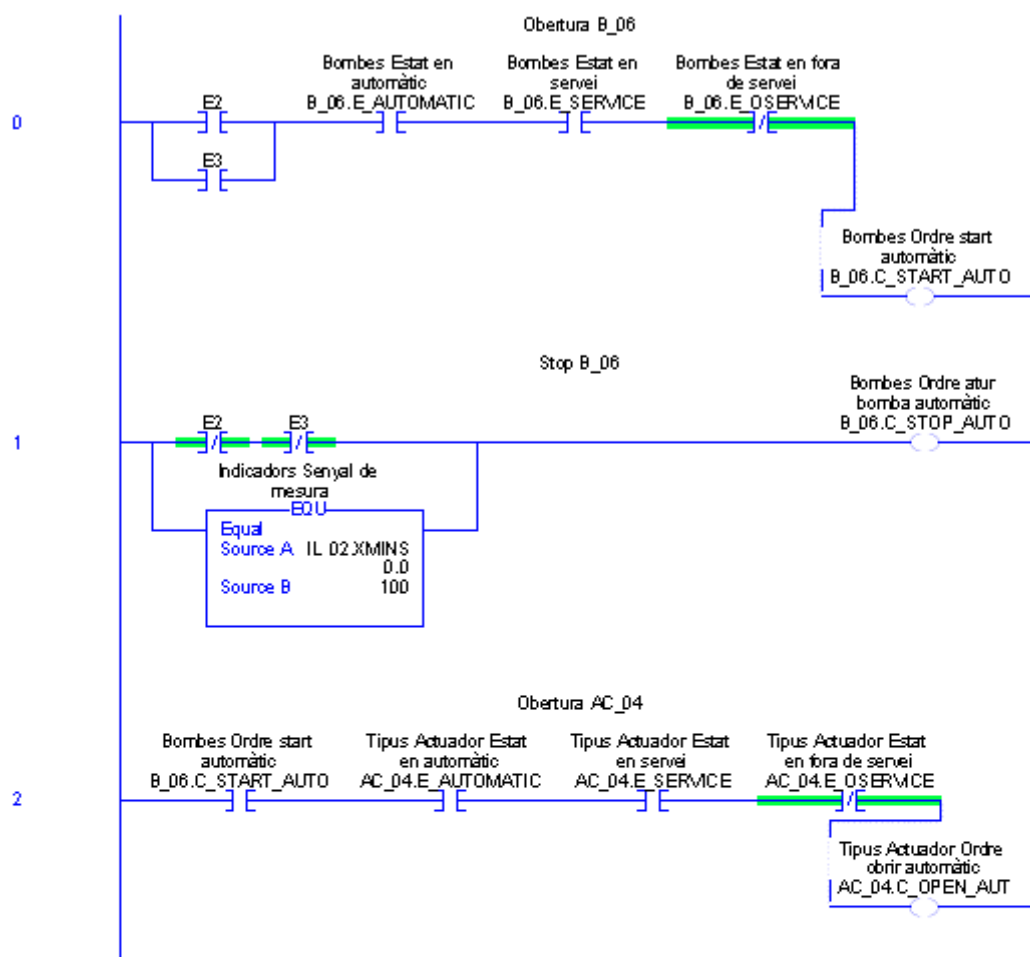 Obertura B_06
Bombes Estat en
automàtic
B_06.E_AUTOMATIC
Bombes Estat en
servei
B_06.E_SERVICE
Bombes Estat en fora
de servei
B_06.E_OSERVICE
0
E2
E3
Bombes Ordre start
automàtic
B_06.C_START_AUTO
Stop B_06
Bombes Ordre atur
bomba automàtic
B_06.C_STOP_AUTO
1
E2
E3
Indicadors Senyal de
mesura
EQU
Equal
Source A IL_02.XMINS
0.0
Source B 100
Obertura AC_04
Bombes Ordre start
automàtic
B_06.C_START_AUTO
Tipus Actuador Estat
en automàtic
AC_04.E_AUTOMATIC
Tipus Actuador Estat
en servei
AC_04.E_SERVICE
Tipus Actuador Estat
en fora de servei
AC_04.E_OSERVICE
2
Tipus Actuador Ordre
obrir automàtic
AC_04.C_OPEN_AUT